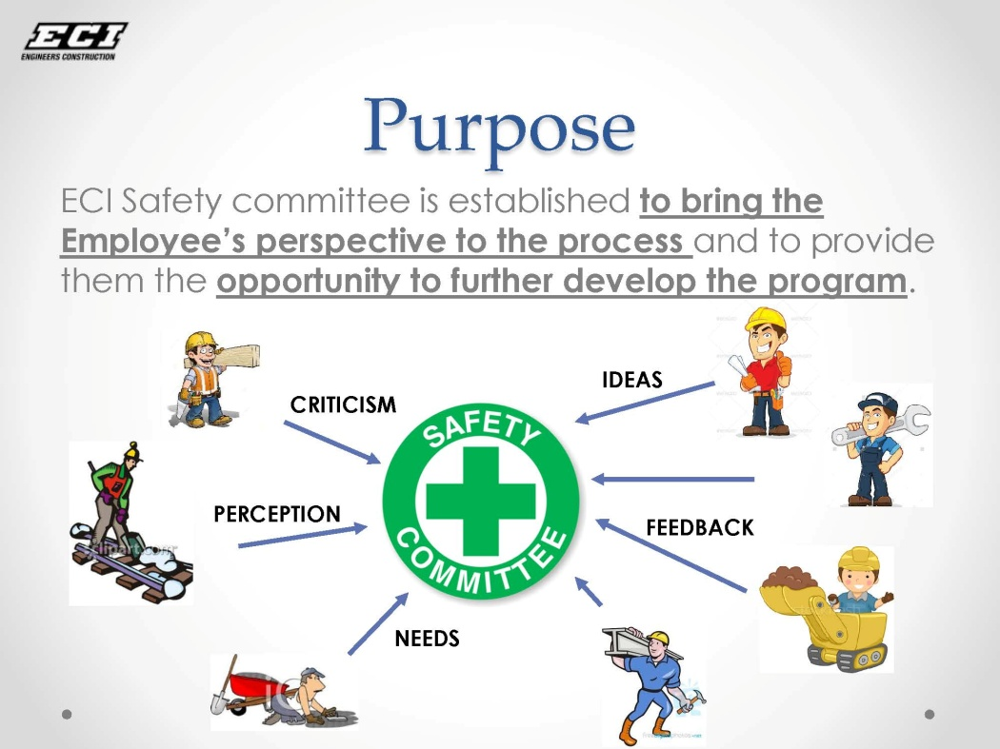 ECI
ENGINEERS CONSTRUCTION
Purpose
ECI Safety committee is established to bring the
Employee’s perspective to the process and to provide
them the opportunity to further develop the program.
IDEAS
CRITICISM
SAFETY
COMMITTEE
PERCEPTION
FEEDBACK
NEEDS